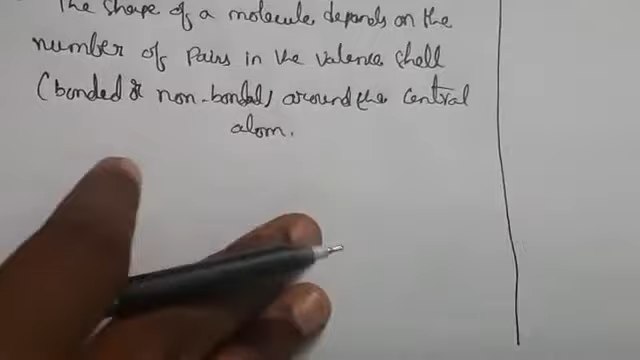 The shape of a molecule depends on the
number of pairs in the valence shell
(bonded & non-bonded) around the central
atom.